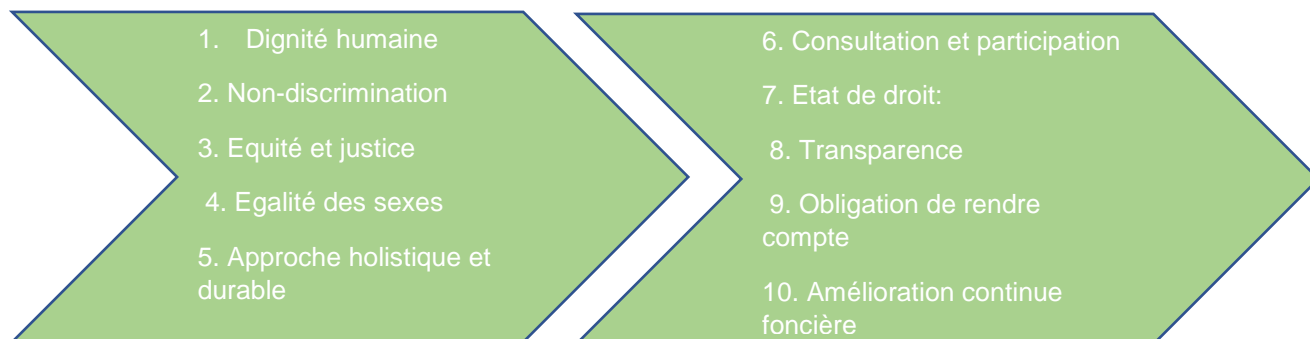 1. Dignité humaine
2. Non-discrimination
3. Equité et justice
4. Egalité des sexes
5. Approche holistique et
durable
6. Consultation et participation
7. Etat de droit:
8. Transparence
9. Obligation de rendre
compte
10. Amélioration continue
foncière